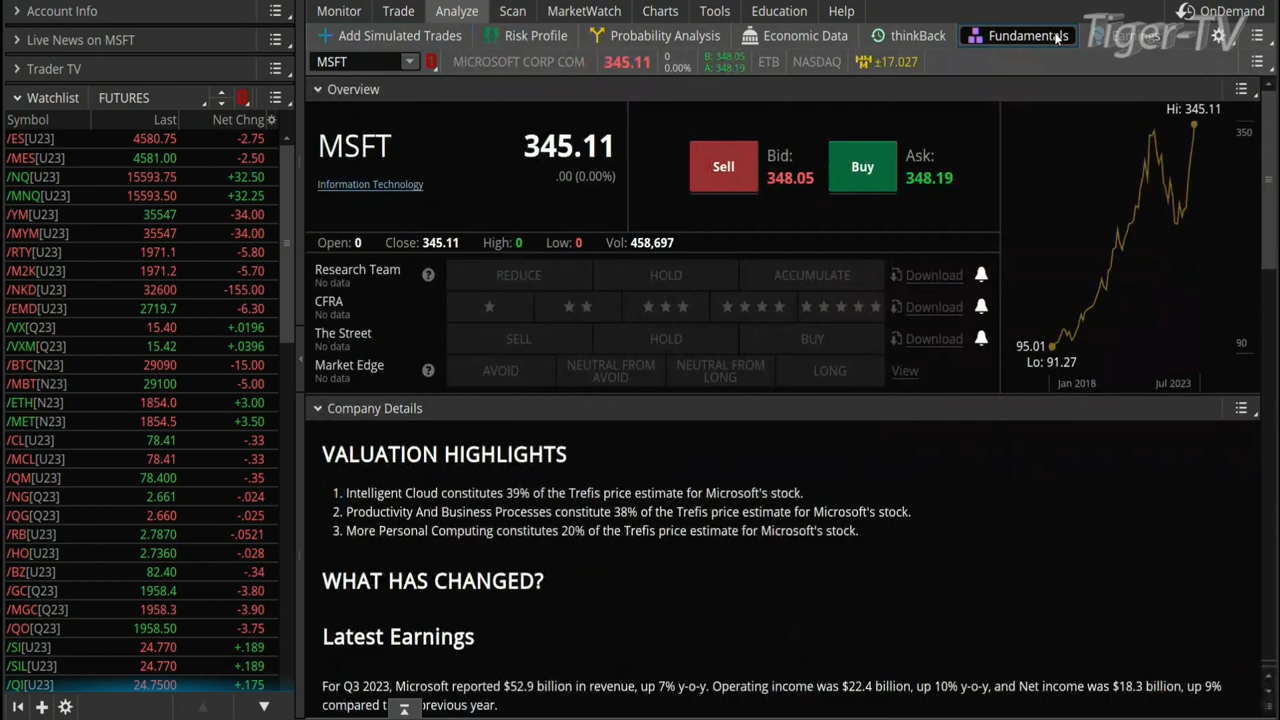 Account Info
Live News on MSFT
Trader TV
Watchlist FUTURES
Symbol Last Net Chng
/ES[U23] 4580.75 -2.75
/MES[U23] 4581.00 -2.50
/NQ[U23] 15593.75 +32.50
/MNQ[U23] 15593.50 +32.25
/YM[U23] 35547 -34.00
/MYM[U23] 35547 -34.00
/RTY[U23] 1971.1 -5.80
/M2K[U23] 1971.2 -5.70
/NKD[U23] 32600 -155.00
/EMD[U23] 2719.7 -6.30
/VX[Q23] 15.40 +.0196
/VXM[Q23] 15.42 +.0396
/BTC[N23] 29090 -15.00
/MBT[N23] 29100 -5.00
/ETH[N23] 1854.0 +3.00
/MET[N23] 1854.5 +3.50
/CL[U23] 78.41 -.33
/MCL[U23] 78.41 -.33
/QM[U23] 78.400 -.35
/NG[Q23] 2.661 -.024
/QG[Q23] 2.660 -.025
/RB[U23] 2.7870 -.0521
/HO[U23] 2.7360 -.028
/BZ[U23] 82.40 -.34
/GC[Q23] 1958.4 -3.80
/MGC[Q23] 1958.3 -3.90
/QO[Q23] 1958.50 -3.75
/SI[U23] 24.770 +.189
/SIL[U23] 24.770 +.189
/QI[U23] 24.7500 +.175
Monitor Trade Analyze Scan MarketWatch Charts Tools Education Help OnDemand
Tiger-TV
Add Simulated Trades Risk Profile Probability Analysis Economic Data thinkBack Fundamentals Earnings
MSFT 1 MICROSOFT CORP COM 345.11 0 0.00% B: 348.05 A: 348.19 ETB NASDAQ ±17.027
Overview
MSFT 345.11
Information Technology .00 (0.00%)
Sell Bid: 348.05 Buy Ask: 348.19
Open: 0 Close: 345.11 High: 0 Low: 0 Vol: 458,697
Research Team No data REDUCE HOLD ACCUMULATE Download
CFRA No data Download
The Street No data SELL HOLD BUY Download
Market Edge No data AVOID NEUTRAL FROM AVOID NEUTRAL FROM LONG LONG View
Hi: 345.11
350
95.01
90
Lo: 91.27
Jan 2018 Jul 2023
Company Details
VALUATION HIGHLIGHTS
1. Intelligent Cloud constitutes 39% of the Trefis price estimate for Microsoft's stock.
2. Productivity And Business Processes constitute 38% of the Trefis price estimate for Microsoft's stock.
3. More Personal Computing constitutes 20% of the Trefis price estimate for Microsoft's stock.
WHAT HAS CHANGED?
Latest Earnings
For Q3 2023, Microsoft reported $52.9 billion in revenue, up 7% y-o-y. Operating income was $22.4 billion, up 10% y-o-y, and Net income was $18.3 billion, up 9%
compared previous year.